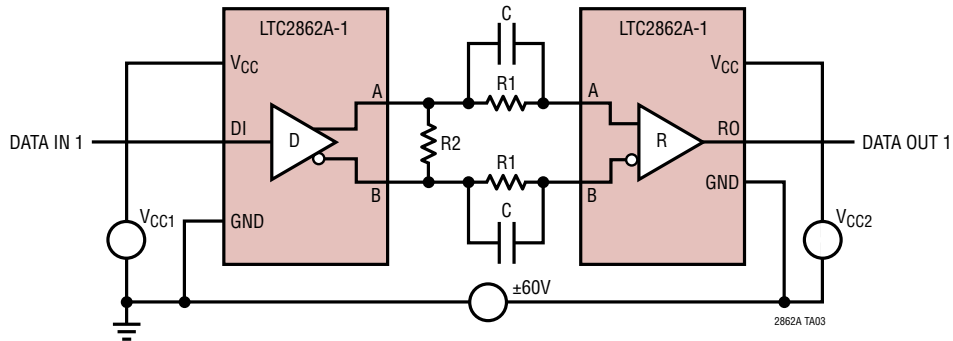 LTC2862A-1
C
LTC2862A-1
VCC
R1
VCC
A
A
DATA IN 1
DI
D
R2
R
RO
DATA OUT 1
R1
B
B
GND
VCC1
GND
C
VCC2
±60V
2862A TA03